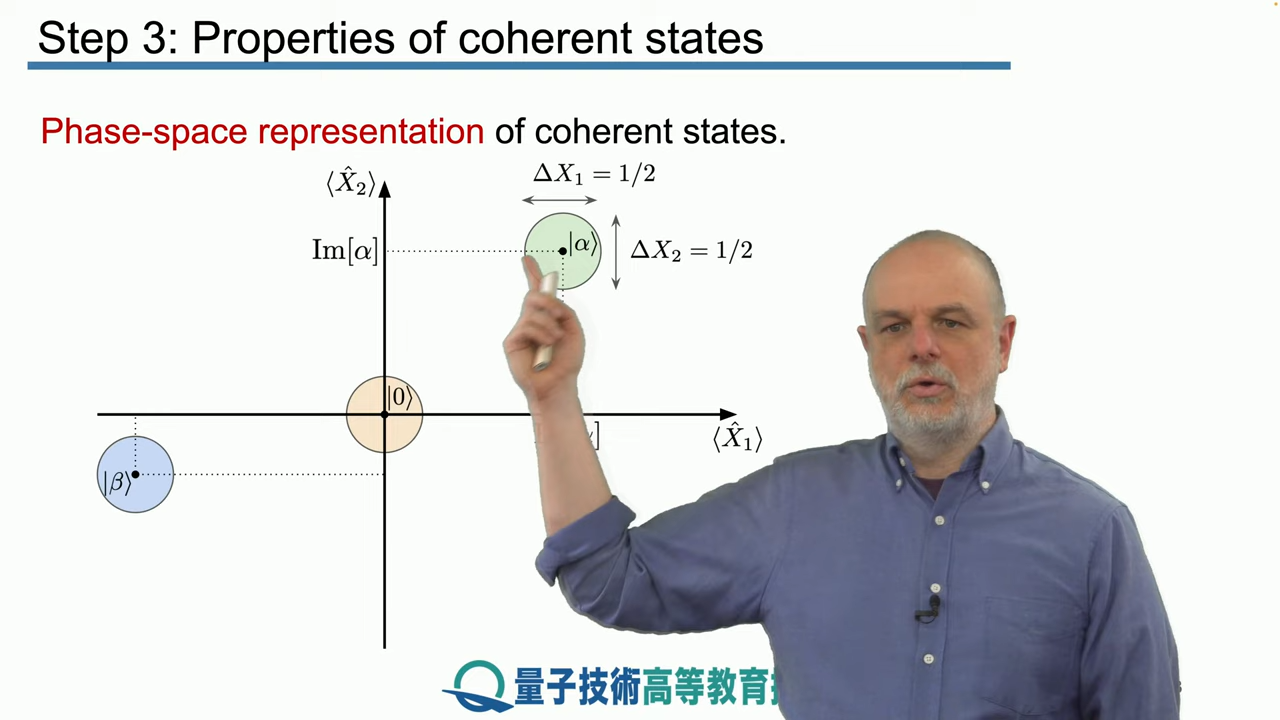 Step 3: Properties of coherent states
Phase-space representation of coherent states.
ΔX₁ = 1/2
⟨X̂₂⟩
Im[α]
|α⟩
ΔX₂ = 1/2
|0⟩
⟨X̂₁⟩
|β⟩
量子技術高等教育